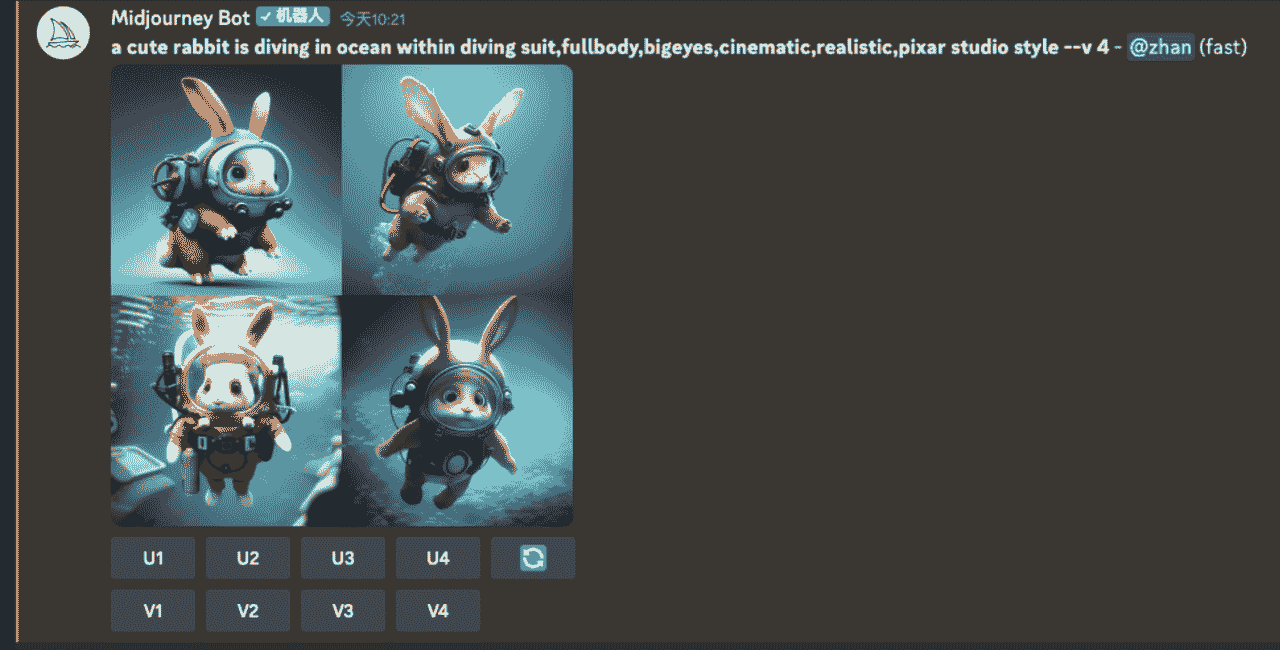 Midjourney Bot ✓ 机器人 今天10:21
a cute rabbit is diving in ocean within diving suit,fullbody,bigeyes,cinematic,realistic,pixar studio style --v 4 - @zhan (fast)
U1 U2 U3 U4
V1 V2 V3 V4